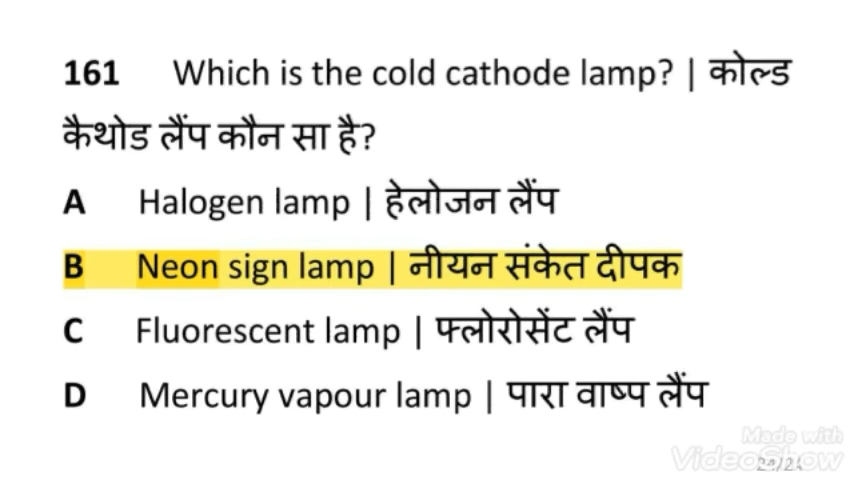 161 Which is the cold cathode lamp? | कोल्ड
कैथोड लैंप कौन सा है?
A Halogen lamp | हेलोजन लैंप
B Neon sign lamp | नीयन संकेत दीपक
C Fluorescent lamp | फ्लोरोसेंट लैंप
D Mercury vapour lamp | पारा वाष्प लैंप
Made with
VideoShow